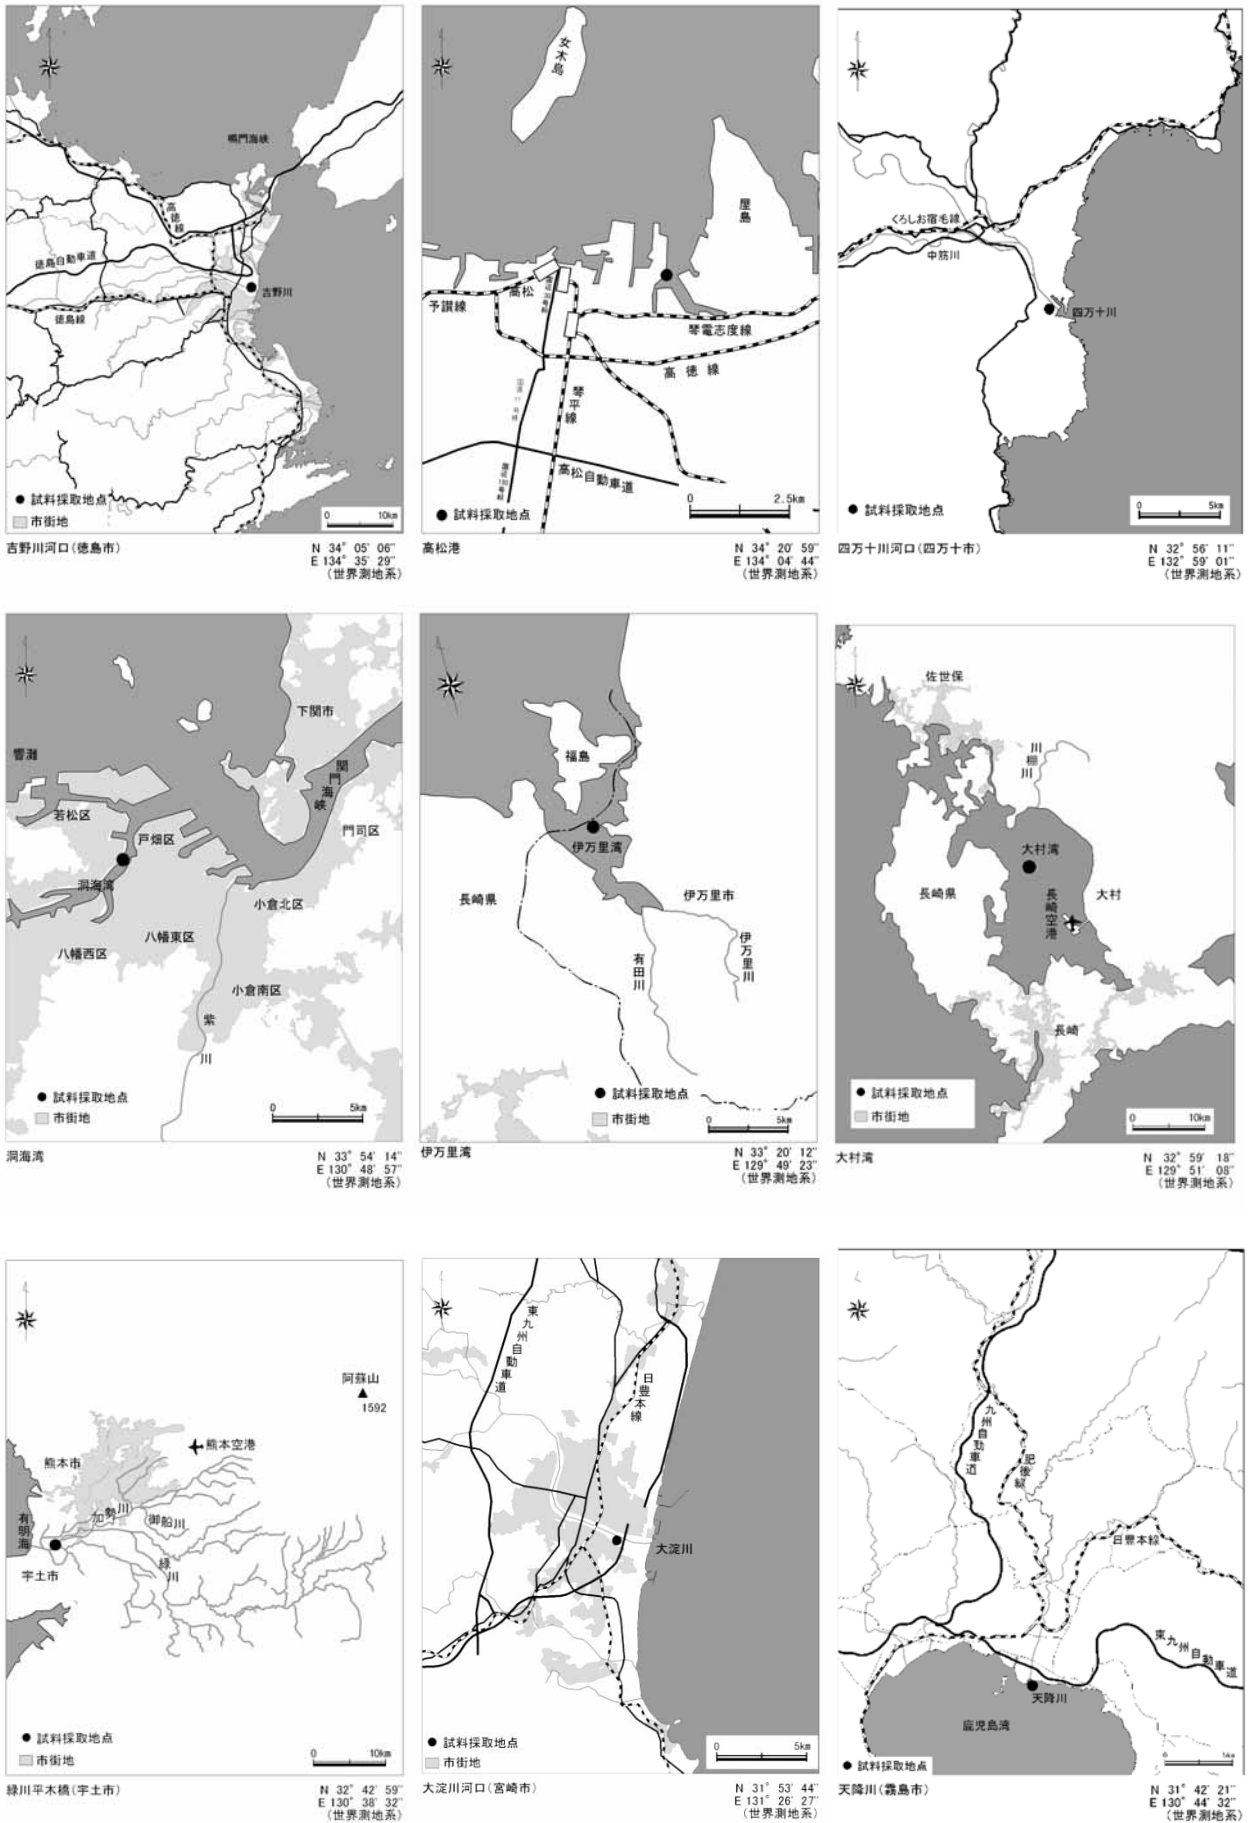 鳴門海峡
高徳線
徳島自動車道
吉野川
徳島線
● 試料採取地点
市街地
0 10km
吉野川河口(徳島市)
N 34° 05′ 06″
E 134° 35′ 29″
(世界測地系)
女木島
屋島
高松
予讃線
国道30号線
琴電志度線
高徳線
国道11号線
琴平線
高松自動車道
国道193号線
0 2.5km
● 試料採取地点
高松港
N 34° 20′ 59″
E 134° 04′ 44″
(世界測地系)
くろしお宿毛線
中筋川
四万十川
● 試料採取地点
0 5km
四万十川河口(四万十市)
N 32° 56′ 11″
E 132° 59′ 01″
(世界測地系)
下関市
響灘
関門海峡
若松区
戸畑区
門司区
洞海湾
小倉北区
八幡東区
八幡西区
小倉南区
紫川
● 試料採取地点
市街地
0 5km
洞海湾
N 33° 54′ 14″
E 130° 48′ 57″
(世界測地系)
福島
伊万里湾
長崎県
伊万里市
伊万里川
有田川
● 試料採取地点
市街地
0 5km
伊万里湾
N 33° 20′ 12″
E 129° 49′ 23″
(世界測地系)
佐世保
川棚川
大村湾
長崎県
大村
長崎空港
長崎
● 試料採取地点
市街地
0 10km
大村湾
N 32° 59′ 18″
E 129° 51′ 08″
(世界測地系)
阿蘇山
▲
1592
熊本空港
熊本市
加勢川
有明海
御船川
緑川
宇土市
● 試料採取地点
市街地
0 10km
緑川平木橋(宇土市)
N 32° 42′ 59″
E 130° 38′ 32″
(世界測地系)
東九州自動車道
日豊本線
大淀川
● 試料採取地点
市街地
0 5km
大淀川河口(宮崎市)
N 31° 53′ 44″
E 131° 26′ 27″
(世界測地系)
九州自動車道
肥後線
日豊本線
東九州自動車道
天降川
鹿児島湾
● 試料採取地点
天降川(霧島市)
N 31° 42′ 21″
E 130° 44′ 32″
(世界測地系)